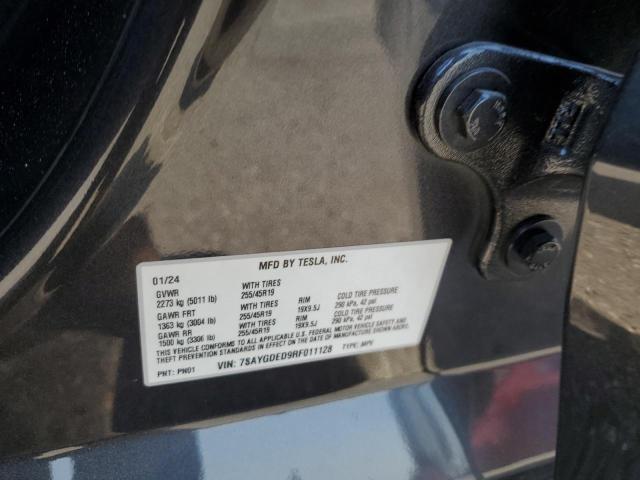 MFD BY TESLA, INC.
01/24
GVWR WITH TIRES
2273 kg (5011 lb) 255/45R19 RIM COLD TIRE PRESSURE
GAWR FRT WITH TIRES 19X9.5J 290 kPa, 42 psi
1363 kg (3004 lb) 255/45R19 RIM COLD TIRE PRESSURE
GAWR RR WITH TIRES 19X9.5J 290 kPa, 42 psi
1500 kg (3306 lb) 255/45R19
THIS VEHICLE CONFORMS TO ALL APPLICABLE U.S. FEDERAL MOTOR VEHICLE SAFETY AND
THEFT PREVENTION STANDARDS IN EFFECT ON THE DATE OF MANUFACTURE SHOWN ABOVE.
PNT: PN01 VIN: 7SAYGDED9RF011128 TYPE: MPV